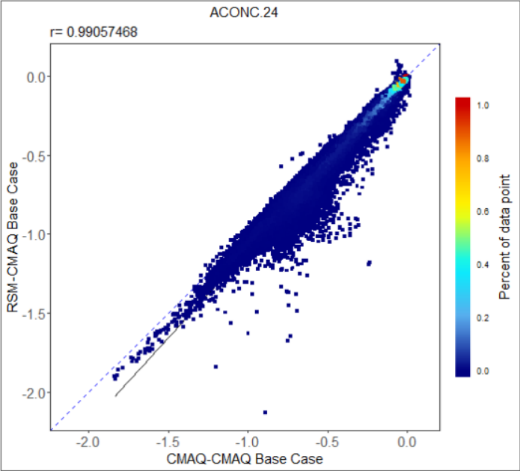 ACONC.24
r= 0.99057468
0.0
-0.5
-1.0
-1.5
-2.0
RSM-CMAQ Base Case
-2.0 -1.5 -1.0 -0.5 0.0
CMAQ-CMAQ Base Case
1.0
0.8
0.6
0.4
0.2
0.0
Percent of data point